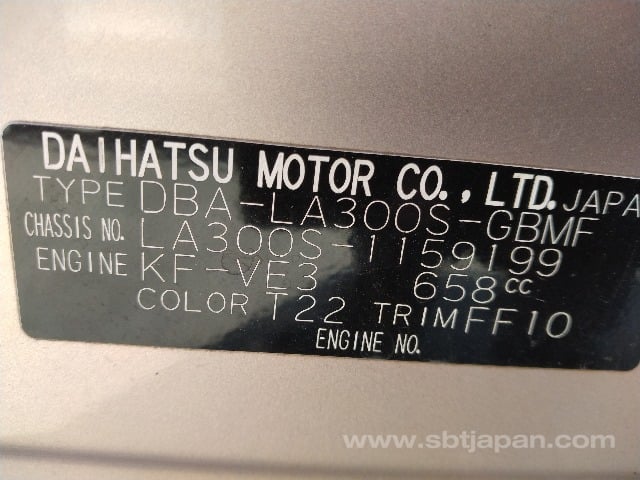 DAIHATSU MOTOR CO., LTD. JAPA
TYPE DBA-LA300S-GBMF
CHASSIS NO. LA300S-1159199
ENGINE KF-VE3 658cc
COLOR T22 TRIM FF10
ENGINE NO.
www.sbtjapan.com